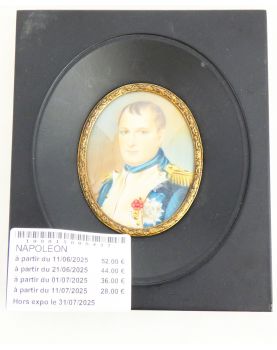 NAPOLEON
à partir du 11/06/2025 52.00 €
à partir du 21/06/2025 44.00 €
à partir du 01/07/2025 36.00 €
à partir du 11/07/2025 28.00 €
Hors expo le 31/07/2025